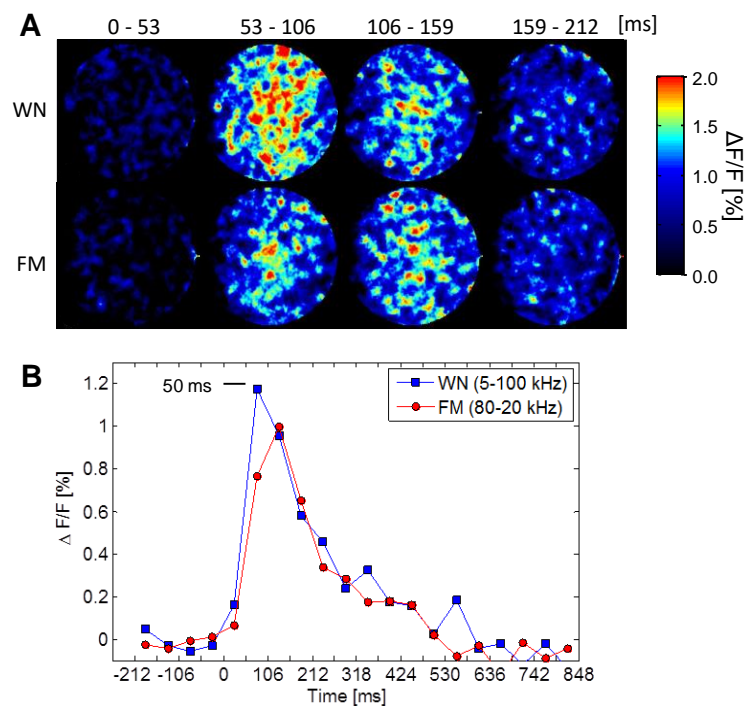 A
0 - 53 53 - 106 106 - 159 159 - 212 [ms]
WN
FM
2.0
1.5
1.0
0.5
0.0
ΔF/F [%]
B
50 ms
WN (5-100 kHz)
FM (80-20 kHz)
1.2
1
0.8
0.6
0.4
0.2
0
Δ F/F [%]
-212 -106 0 106 212 318 424 530 636 742 848
Time [ms]